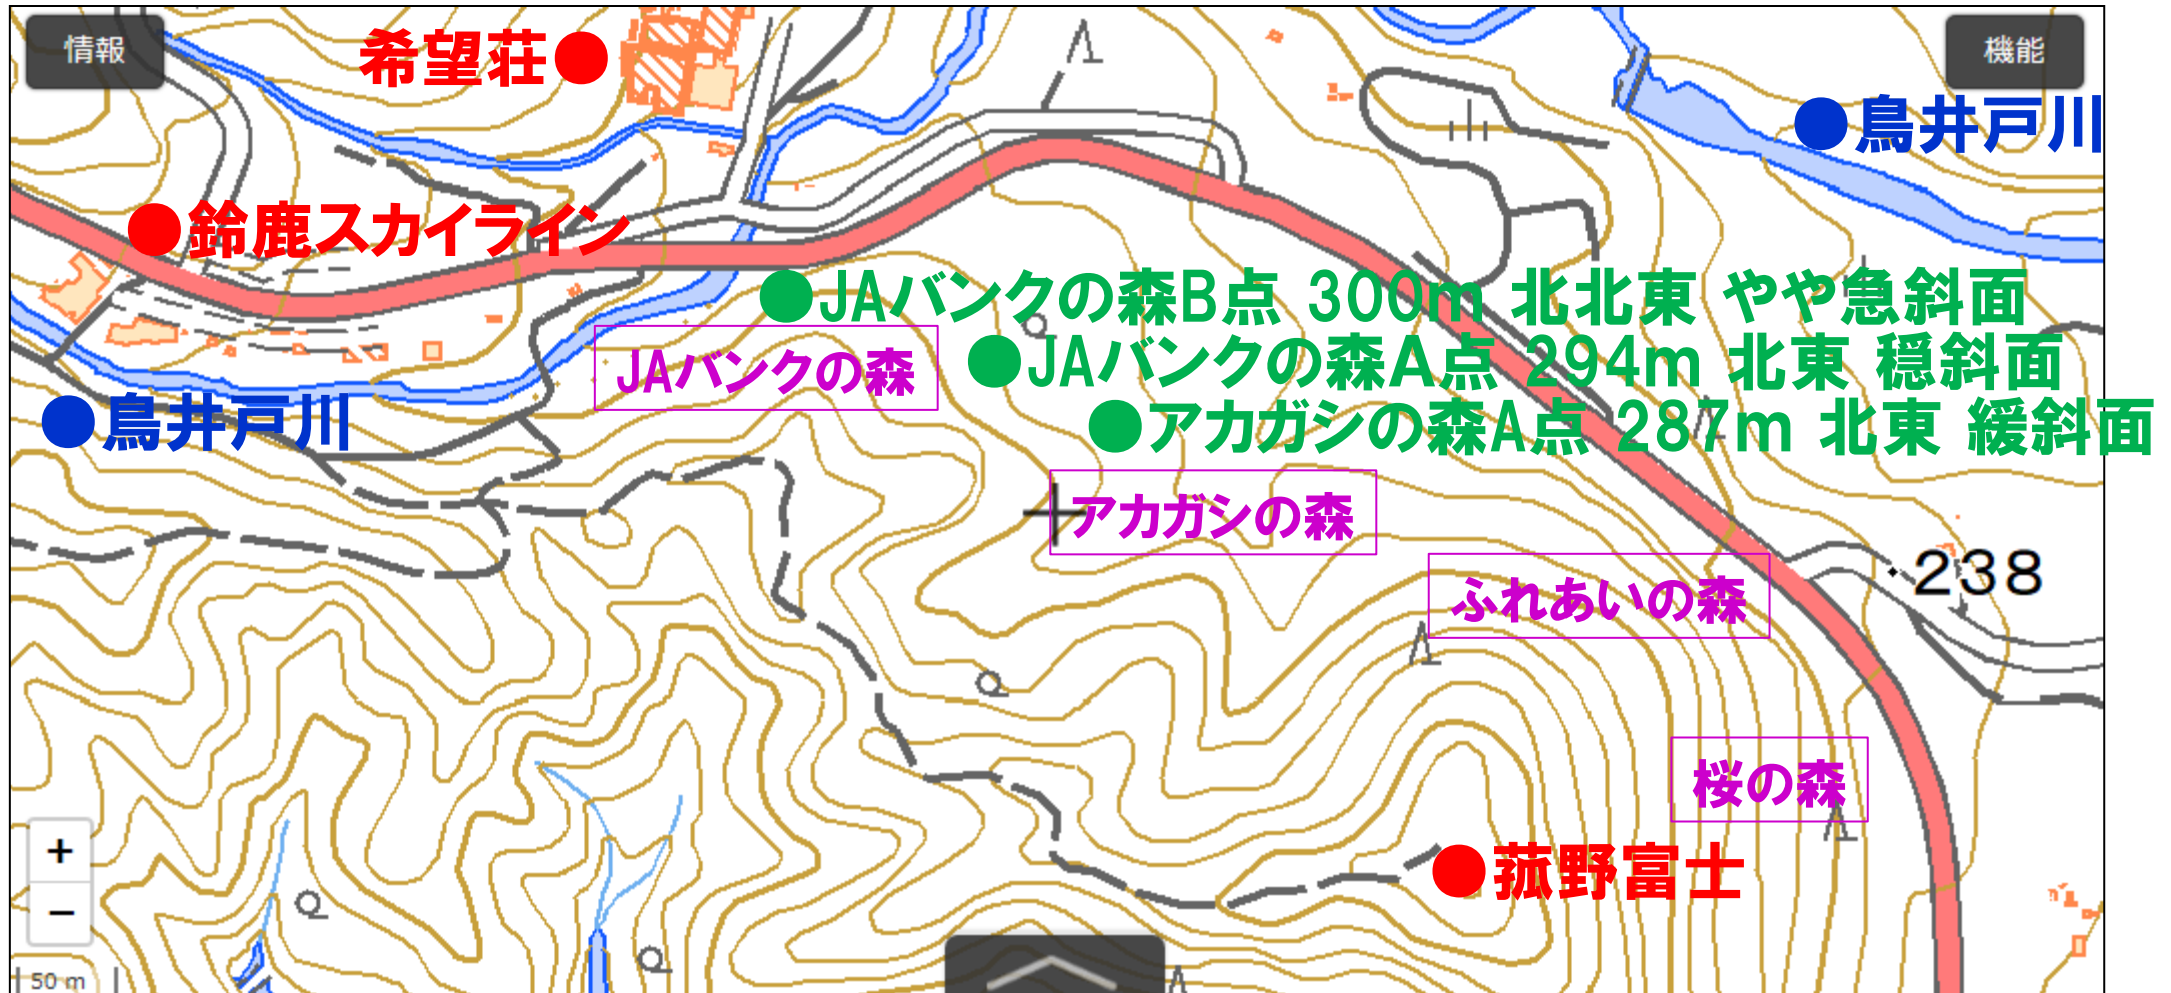 情報
希望荘
機能
鳥井戸川
鈴鹿スカイライン
JAバンクの森B点 300m 北北東 やや急斜面
JAバンクの森A点 294m 北東 穏斜面
JAバンクの森
鳥井戸川
アカガシの森A点 287m 北東 緩斜面
アカガシの森
ふれあいの森
238
桜の森
菰野富士
+
−
50 m